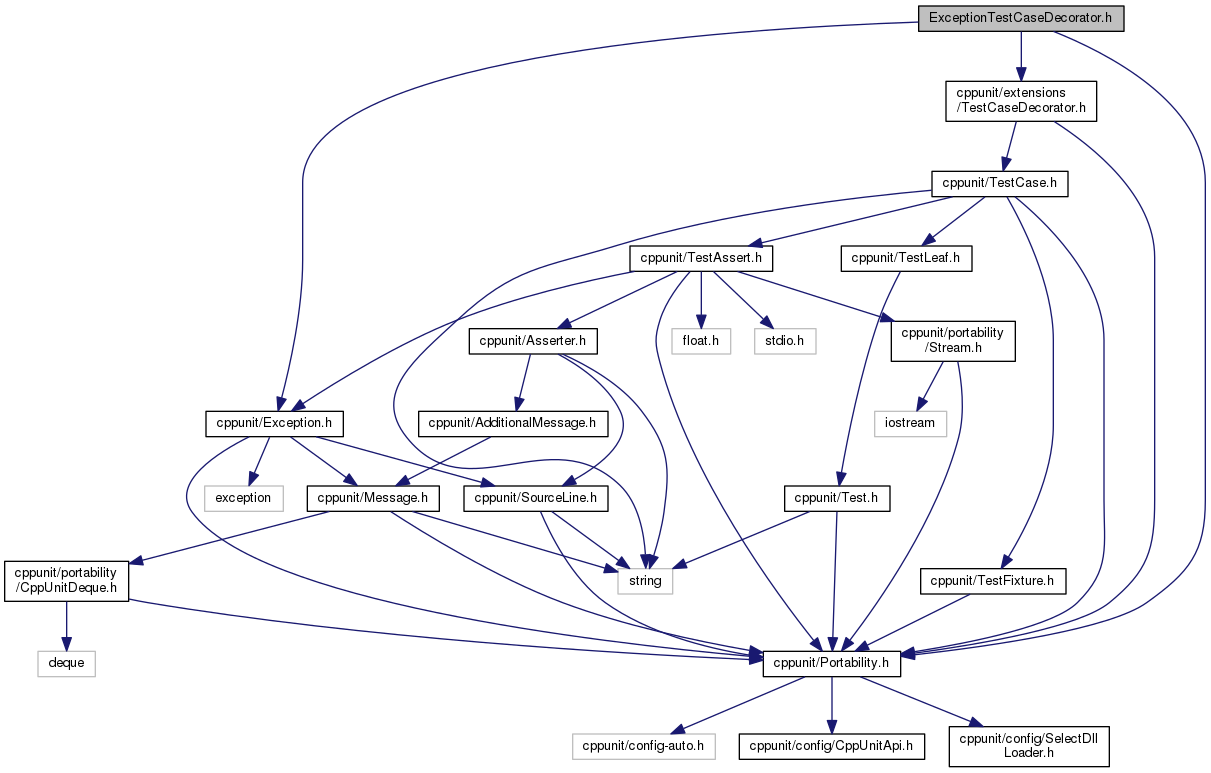 ExceptionTestCaseDecorator.h
cppunit/extensions
/TestCaseDecorator.h
cppunit/TestCase.h
cppunit/TestAssert.h
cppunit/TestLeaf.h
cppunit/Asserter.h
float.h
stdio.h
cppunit/portability
/Stream.h
cppunit/Exception.h
cppunit/AdditionalMessage.h
iostream
exception
cppunit/Message.h
cppunit/SourceLine.h
cppunit/Test.h
cppunit/portability
/CppUnitDeque.h
string
cppunit/TestFixture.h
deque
cppunit/Portability.h
cppunit/config-auto.h
cppunit/config/CppUnitApi.h
cppunit/config/SelectDll
Loader.h